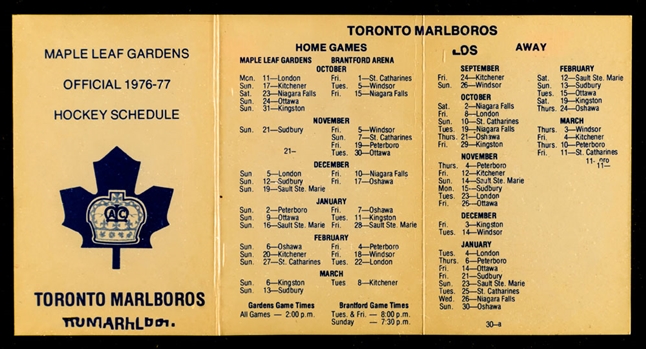 MAPLE LEAF GARDENS
OFFICIAL 1976-77
HOCKEY SCHEDULE
TORONTO MARLBOROS
TORONTO MARLBOROS
HOME GAMES
MAPLE LEAF GARDENS BRANTFORD ARENA
OCTOBER
Mon. 11—London Fri. 1—St. Catharines
Sun. 17—Kitchener Tues. 5—Windsor
Sat. 23—Niagara Falls Fri. 15—Niagara Falls
Sun. 24—Ottawa
Sun. 31—Kingston
NOVEMBER
Sun. 21—Sudbury Fri. 5—Windsor
Sun. 7—St. Catharines
Fri. 19—Peterboro
21— Tues. 30—Ottawa
DECEMBER
Sun. 5—London Fri. 10—Niagara Falls
Sun. 12—Sudbury Fri. 17—Oshawa
Sun. 19—Sault Ste. Marie
JANUARY
Sun. 2—Peterboro Fri. 7—Oshawa
Sun. 9—Ottawa Tues. 11—Kingston
Sun. 16—Sault Ste. Marie Fri. 28—Sault Ste. Marie
FEBRUARY
Sun. 6—Oshawa Fri. 4—Peterboro
Sun. 20—Kitchener Fri. 18—Windsor
Sun. 27—St. Catharines Tues. 22—London
MARCH
Sun. 6—Kingston Tues 8—Kitchener
Sun. 13—Sudbury
Gardens Game Times Brantford Game Times
All Games — 2:00 p.m. Tues. & Fri. — 8:00 p.m.
Sunday — 7:30 p.m.
AWAY
SEPTEMBER
Fri. 24—Kitchener
Sun. 26—Windsor
OCTOBER
Sat. 2—Niagara Falls
Fri. 8—London
Sun. 10—St. Catharines
Tues. 19—Niagara Falls
Thurs. 21—Oshawa
Fri. 29—Kingston
NOVEMBER
Thurs. 4—Peterboro
Fri. 12—Kitchener
Sun. 14—Sault Ste. Marie
Mon. 15—Sudbury
Tues. 23—London
Fri. 26—Ottawa
DECEMBER
Fri. 3—Kingston
Tues. 14—Windsor
JANUARY
Tues. 4—London
Thurs. 6—Peterboro
Fri. 14—Ottawa
Fri. 21—Sudbury
Sun. 23—Sault Ste. Marie
Tues. 25—St. Catharines
Wed. 26—Niagara Falls
Sun. 30—Oshawa
FEBRUARY
Sat. 12—Sault Ste. Marie
Sun. 13—Sudbury
Tues. 15—Ottawa
Sat. 19—Kingston
Thurs. 24—Oshawa
MARCH
Thurs. 3—Windsor
Fri. 4—Kitchener
Thurs. 10—Peterboro
Fri. 11—St. Catharines
11—